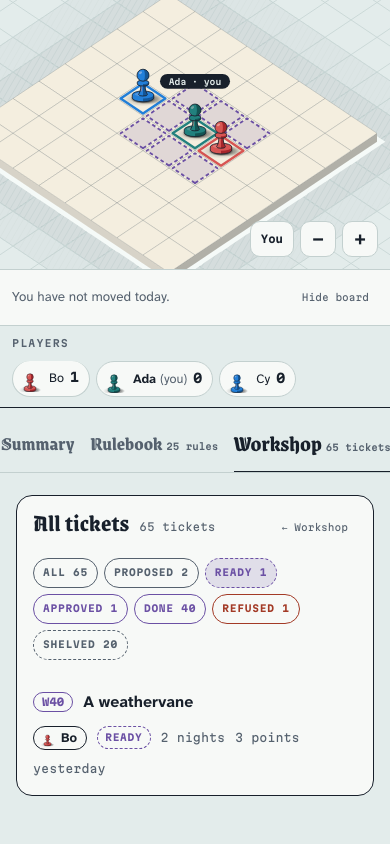 Ada · you
You − +
You have not moved today. Hide board
PLAYERS
Bo 1 Ada (you) 0 Cy 0
Summary Rulebook 25 rules Workshop 65 tickets
All tickets 65 tickets ← Workshop
ALL 65 PROPOSED 2 READY 1
APPROVED 1 DONE 40 REFUSED 1
SHELVED 20
W40 A weathervane
Bo READY 2 nights 3 points
yesterday